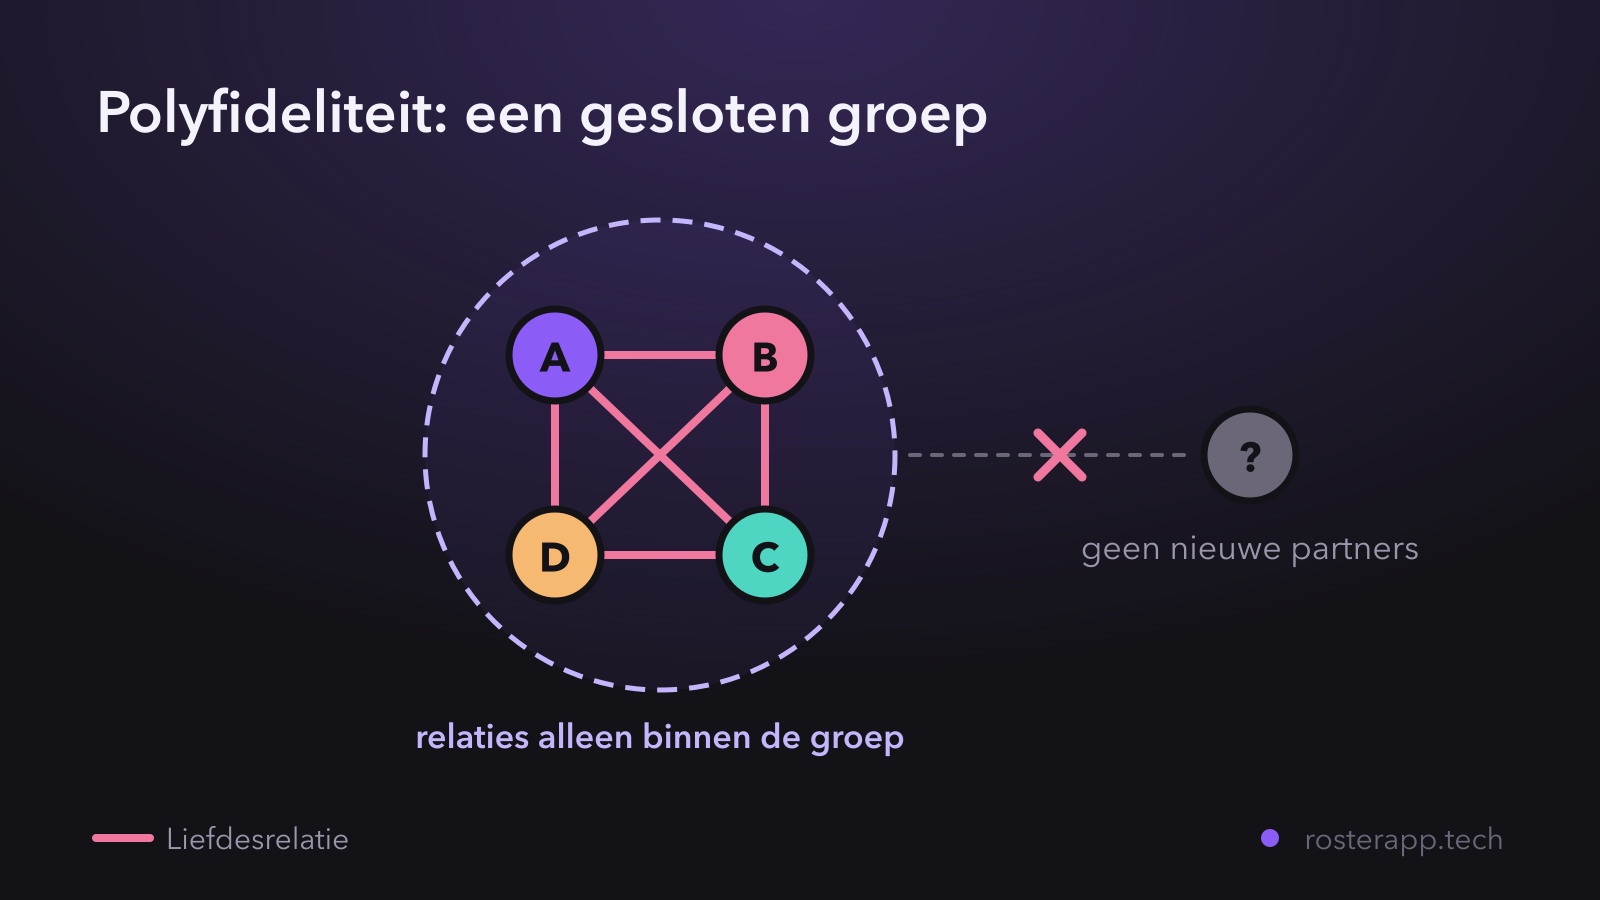 Polyfideliteit: een gesloten groep
A
B
?
D
C
geen nieuwe partners
relaties alleen binnen de groep
Liefdesrelatie
rosterapp.tech